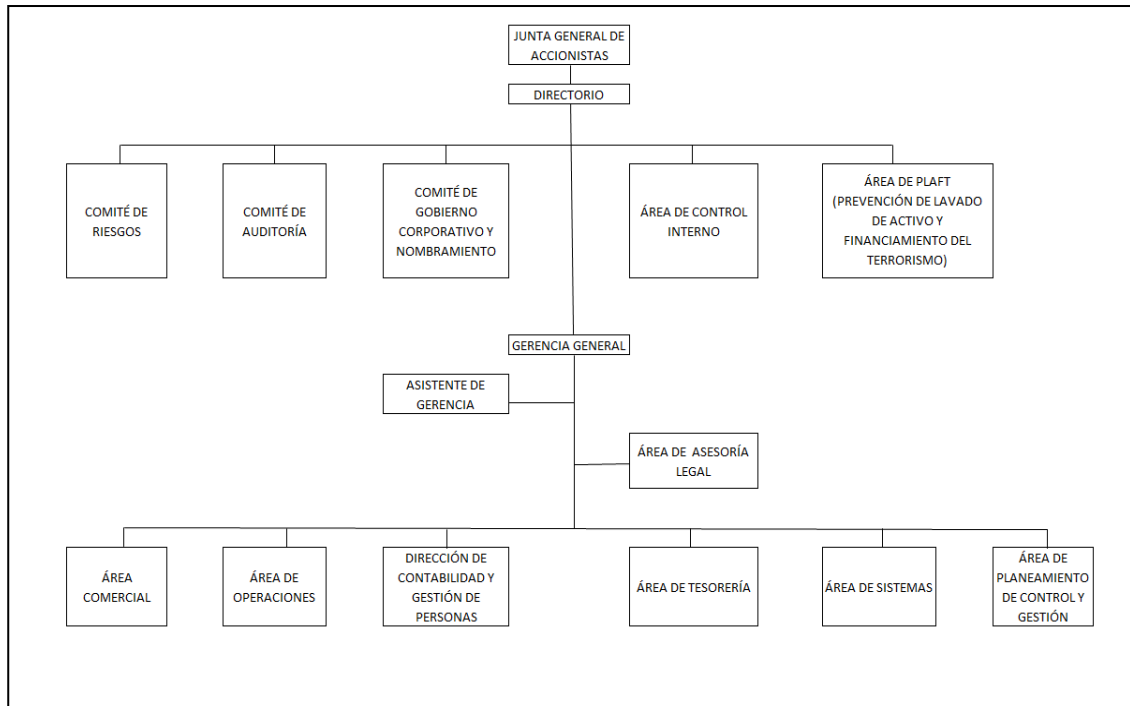 JUNTA GENERAL DE
ACCIONISTAS
DIRECTORIO
COMITÉ DE
RIESGOS
COMITÉ DE
AUDITORÍA
COMITÉ DE
GOBIERNO
CORPORATIVO Y
NOMBRAMIENTO
ÁREA DE CONTROL
INTERNO
ÁREA DE PLAFT
(PREVENCIÓN DE LAVADO
DE ACTIVO Y
FINANCIAMIENTO DEL
TERRORISMO)
GERENCIA GENERAL
ASISTENTE DE
GERENCIA
ÁREA DE ASESORÍA
LEGAL
ÁREA
COMERCIAL
ÁREA DE
OPERACIONES
DIRECCIÓN DE
CONTABILIDAD Y
GESTIÓN DE
PERSONAS
ÁREA DE TESORERÍA
ÁREA DE SISTEMAS
ÁREA DE
PLANEAMIENTO
DE CONTROL Y
GESTIÓN